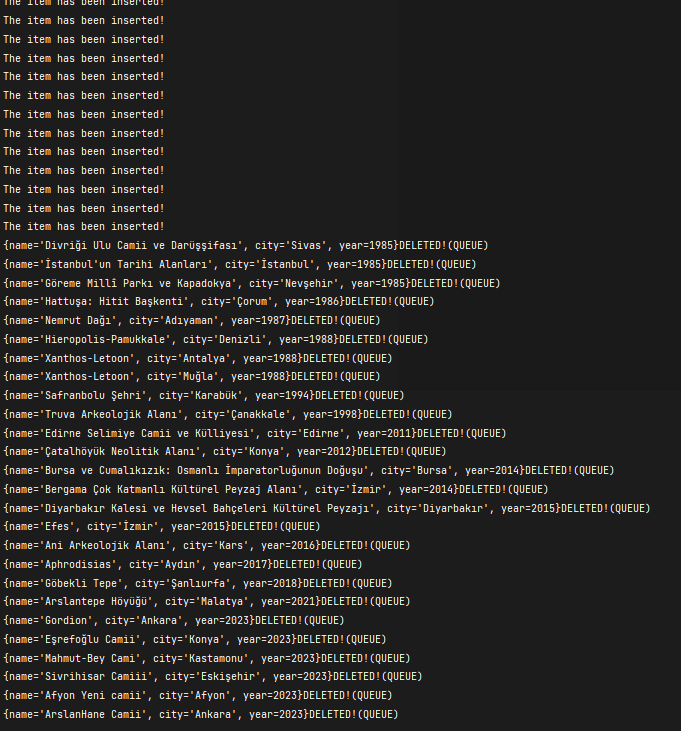 The item has been inserted!
The item has been inserted!
The item has been inserted!
The item has been inserted!
The item has been inserted!
The item has been inserted!
The item has been inserted!
The item has been inserted!
The item has been inserted!
The item has been inserted!
The item has been inserted!
The item has been inserted!
The item has been inserted!
{name='Divriği Ulu Camii ve Darüşşifası', city='Sivas', year=1985}DELETED!(QUEUE)
{name='İstanbul'un Tarihi Alanları', city='İstanbul', year=1985}DELETED!(QUEUE)
{name='Göreme Millî Parkı ve Kapadokya', city='Nevşehir', year=1985}DELETED!(QUEUE)
{name='Hattuşa: Hitit Başkenti', city='Çorum', year=1986}DELETED!(QUEUE)
{name='Nemrut Dağı', city='Adıyaman', year=1987}DELETED!(QUEUE)
{name='Hieropolis-Pamukkale', city='Denizli', year=1988}DELETED!(QUEUE)
{name='Xanthos-Letoon', city='Antalya', year=1988}DELETED!(QUEUE)
{name='Xanthos-Letoon', city='Muğla', year=1988}DELETED!(QUEUE)
{name='Safranbolu Şehri', city='Karabük', year=1994}DELETED!(QUEUE)
{name='Truva Arkeolojik Alanı', city='Çanakkale', year=1998}DELETED!(QUEUE)
{name='Edirne Selimiye Camii ve Külliyesi', city='Edirne', year=2011}DELETED!(QUEUE)
{name='Çatalhöyük Neolitik Alanı', city='Konya', year=2012}DELETED!(QUEUE)
{name='Bursa ve Cumalıkızık: Osmanlı İmparatorluğunun Doğuşu', city='Bursa', year=2014}DELETED!(QUEUE)
{name='Bergama Çok Katmanlı Kültürel Peyzaj Alanı', city='İzmir', year=2014}DELETED!(QUEUE)
{name='Diyarbakır Kalesi ve Hevsel Bahçeleri Kültürel Peyzajı', city='Diyarbakır', year=2015}DELETED!(QUEUE)
{name='Efes', city='İzmir', year=2015}DELETED!(QUEUE)
{name='Ani Arkeolojik Alanı', city='Kars', year=2016}DELETED!(QUEUE)
{name='Aphrodisias', city='Aydın', year=2017}DELETED!(QUEUE)
{name='Göbekli Tepe', city='Şanlıurfa', year=2018}DELETED!(QUEUE)
{name='Arslantepe Höyüğü', city='Malatya', year=2021}DELETED!(QUEUE)
{name='Gordion', city='Ankara', year=2023}DELETED!(QUEUE)
{name='Eşrefoğlu Camii', city='Konya', year=2023}DELETED!(QUEUE)
{name='Mahmut-Bey Cami', city='Kastamonu', year=2023}DELETED!(QUEUE)
{name='Sivrihisar Camiii', city='Eskişehir', year=2023}DELETED!(QUEUE)
{name='Afyon Yeni camii', city='Afyon', year=2023}DELETED!(QUEUE)
{name='ArslanHane Camii', city='Ankara', year=2023}DELETED!(QUEUE)